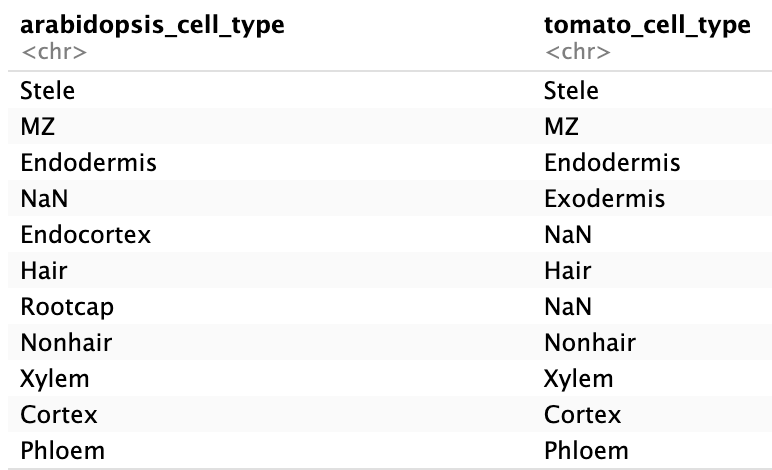 arabidopsis_cell_type tomato_cell_type
<chr> <chr>
Stele Stele
MZ MZ
Endodermis Endodermis
NaN Exodermis
Endocortex NaN
Hair Hair
Rootcap NaN
Nonhair Nonhair
Xylem Xylem
Cortex Cortex
Phloem Phloem